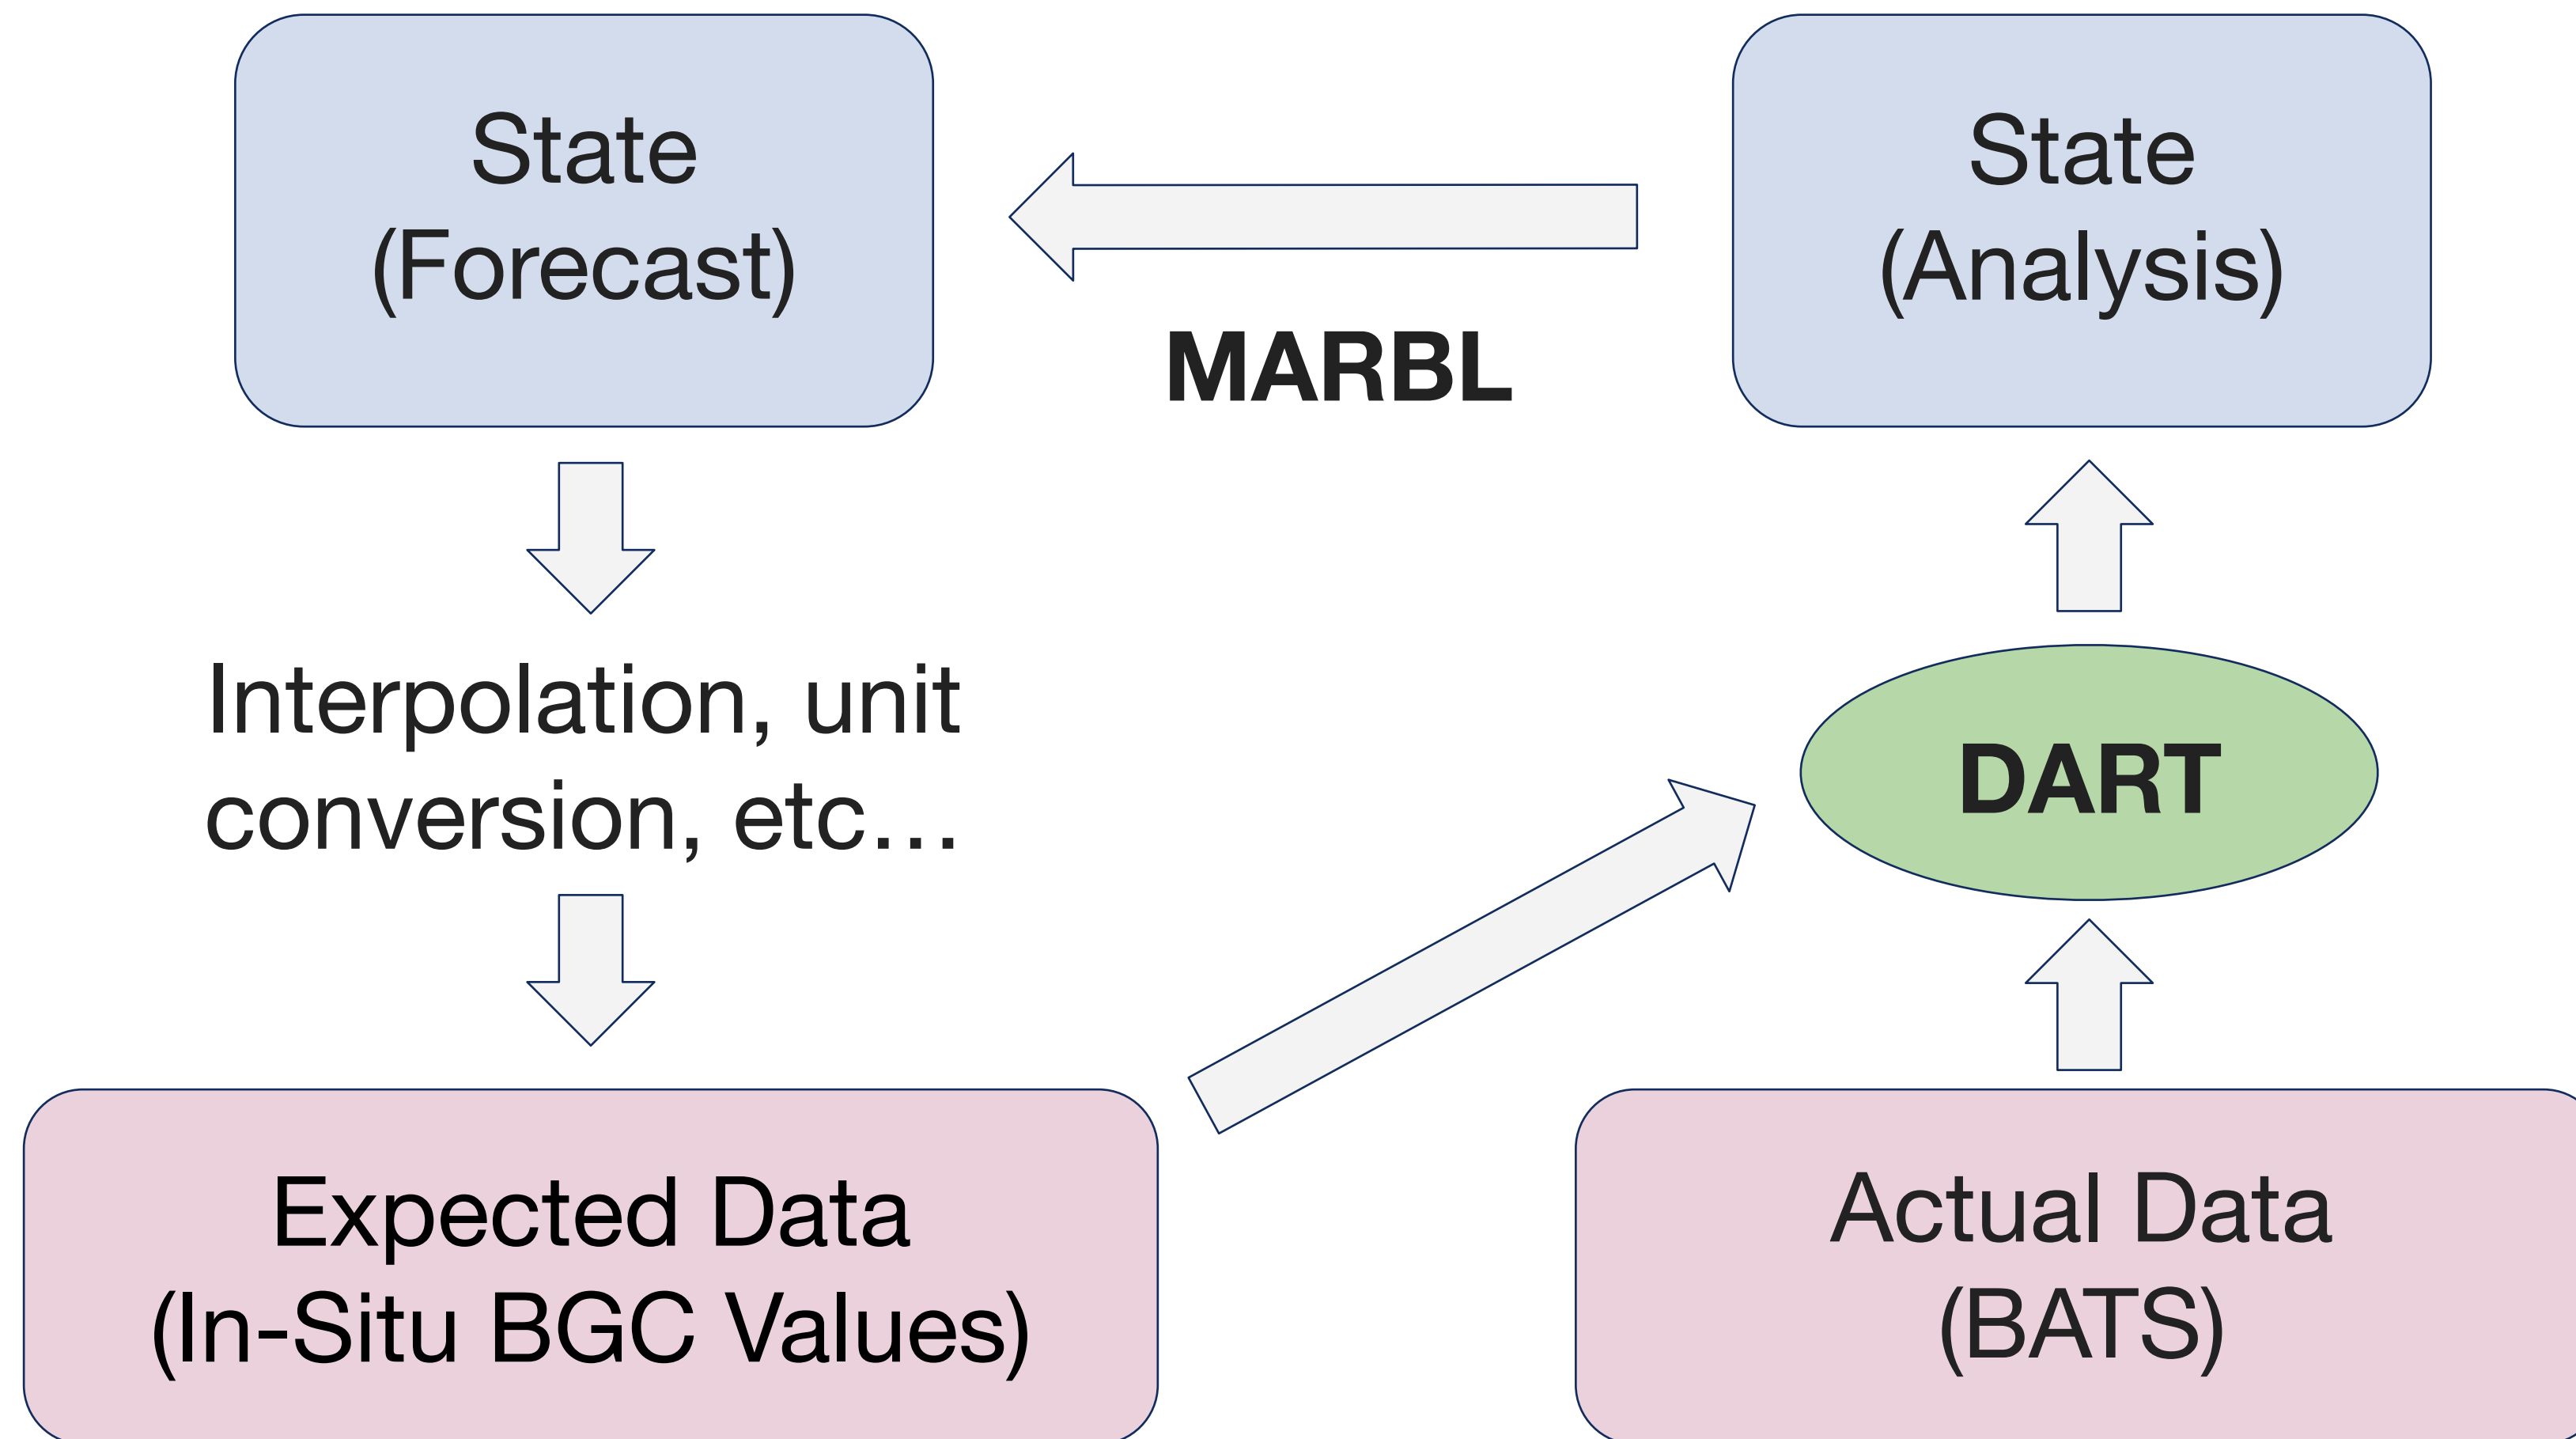 State
(Forecast)
MARBL
State
(Analysis)
Interpolation, unit
conversion, etc…
DART
Expected Data
(In-Situ BGC Values)
Actual Data
(BATS)